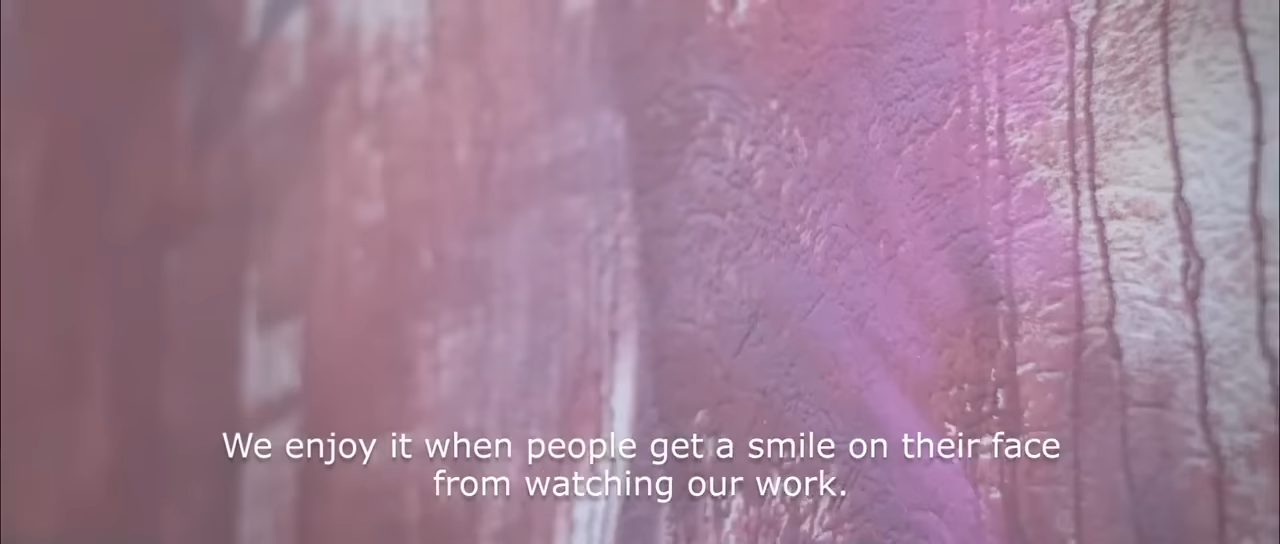 We enjoy it when people get a smile on their face
from watching our work.